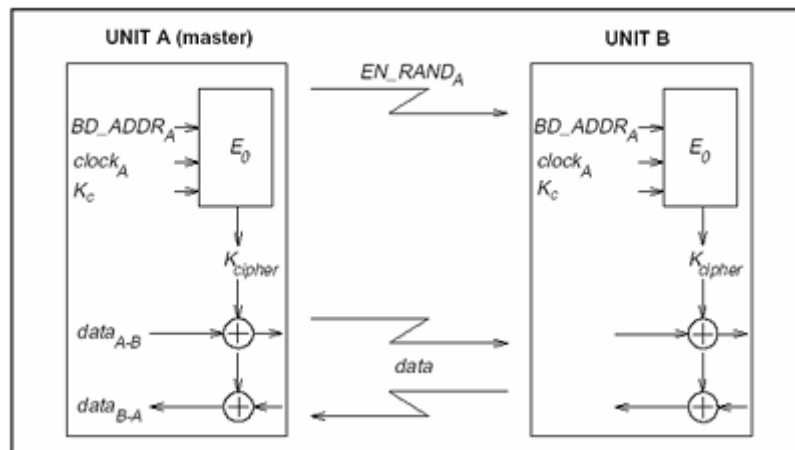 UNIT A (master)
UNIT B
EN_RAND_A
BD_ADDR_A
clock_A
K_c
E_0
K_cipher
data_A-B
data_B-A
data
BD_ADDR_A
clock_A
K_c
E_0
K_cipher